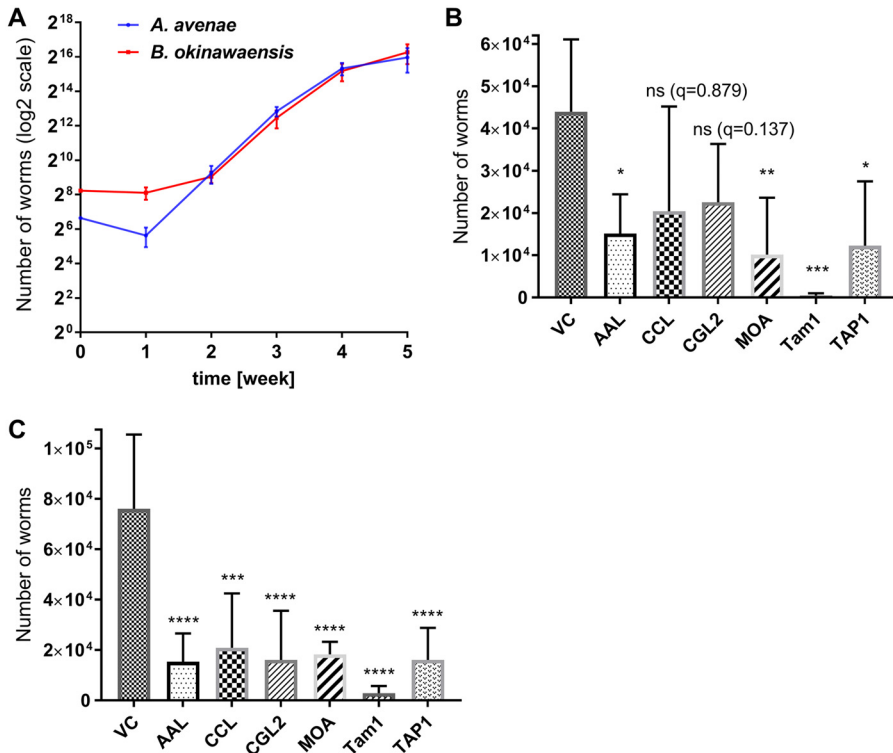 A
A. avenae
B. okinawaensis
Number of worms (log2 scale)
2^18
2^16
2^14
2^12
2^10
2^8
2^6
2^4
2^2
2^0
0 1 2 3 4 5
time [week]
B
Number of worms
6×10^4
5×10^4
4×10^4
3×10^4
2×10^4
1×10^4
0
*
ns (q=0.879)
ns (q=0.137)
**
***
*
VC AAL CCL CGL2 MOA Tam1 TAP1
C
Number of worms
1×10^5
8×10^4
6×10^4
4×10^4
2×10^4
0
****
***
****
****
****
****
VC AAL CCL CGL2 MOA Tam1 TAP1